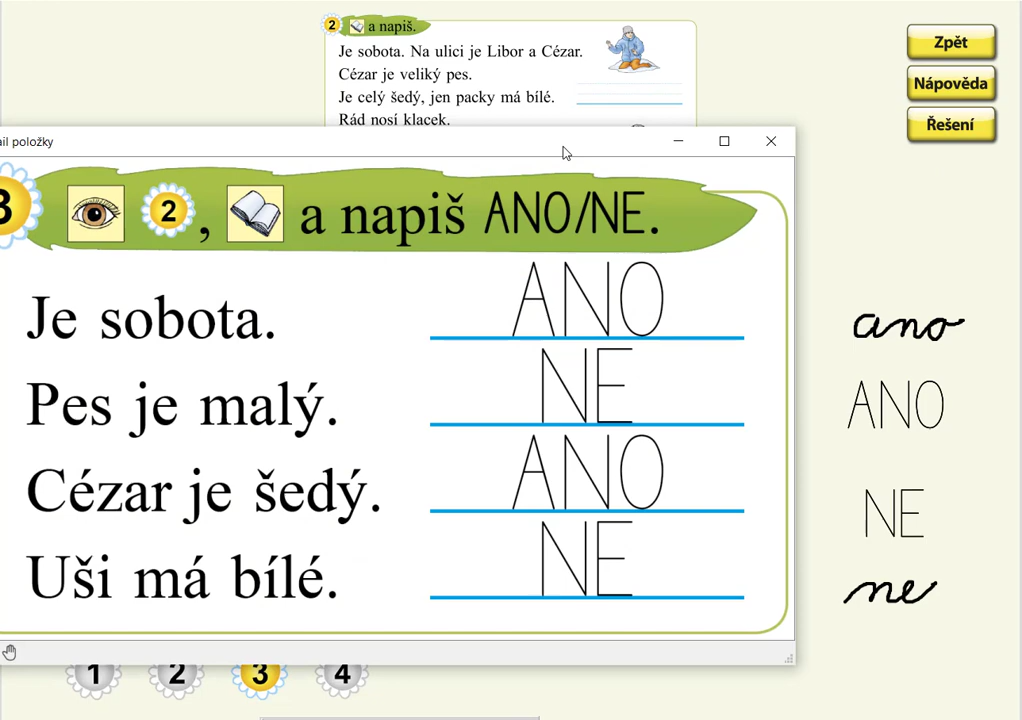 2 a napiš.
Je sobota. Na ulici je Libor a Cézar.
Cézar je veliký pes.
Je celý šedý, jen packy má bílé.
Rád nosí klacek.
Zpět
Nápověda
Řešení
ail položky
3 2, a napiš ANO/NE.
Je sobota. ANO
Pes je malý. NE
Cézar je šedý. ANO
Uši má bílé. NE
ano
ANO
NE
ne
1 2 3 4